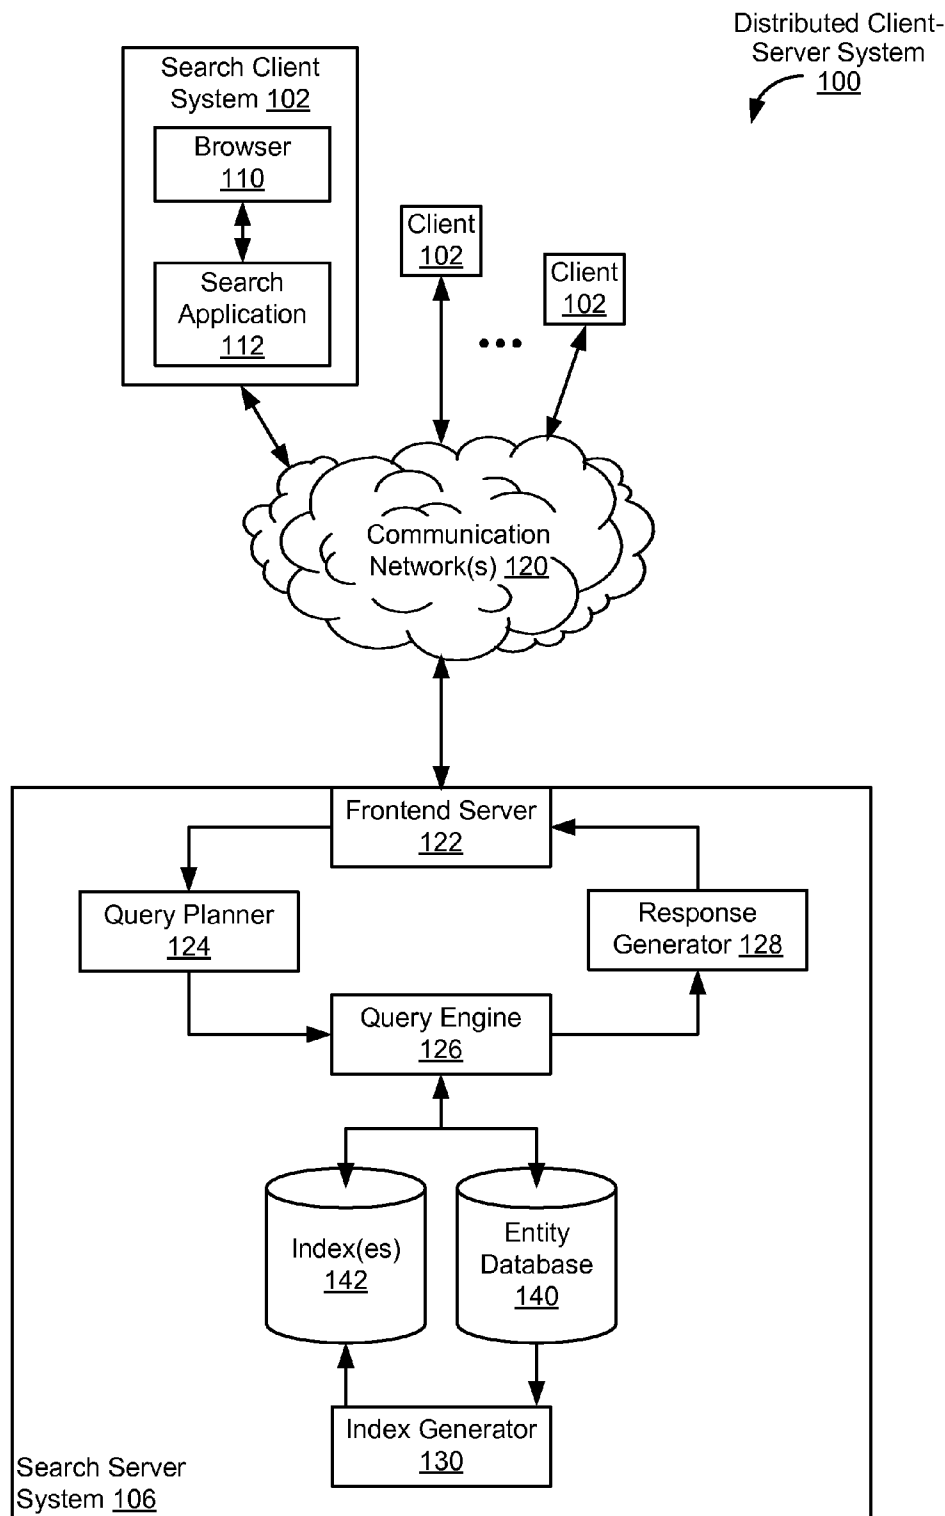 Distributed Client-
Server System
100
Search Client
System 102
Browser
110
Search
Application
112
Client
102
Client
102
Communication
Network(s) 120
Frontend Server
122
Query Planner
124
Response
Generator 128
Query Engine
126
Index(es)
142
Entity
Database
140
Index Generator
130
Search Server
System 106